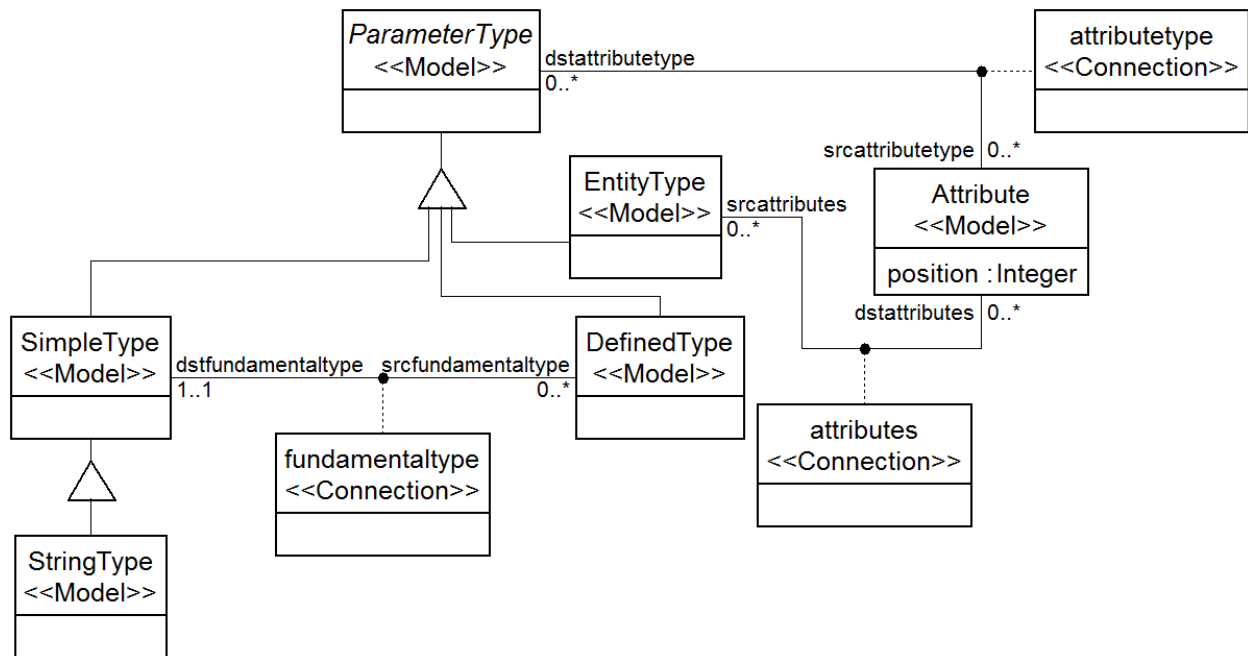 ParameterType
<<Model>>
dstattributetype
0..*
attributetype
<<Connection>>
srcattributetype 0..*
EntityType
<<Model>>
srcattributes
0..*
Attribute
<<Model>>
position : Integer
dstattributes 0..*
SimpleType
<<Model>>
dstfundamentaltype srcfundamentaltype
1..1 0..*
DefinedType
<<Model>>
fundamentaltype
<<Connection>>
attributes
<<Connection>>
StringType
<<Model>>